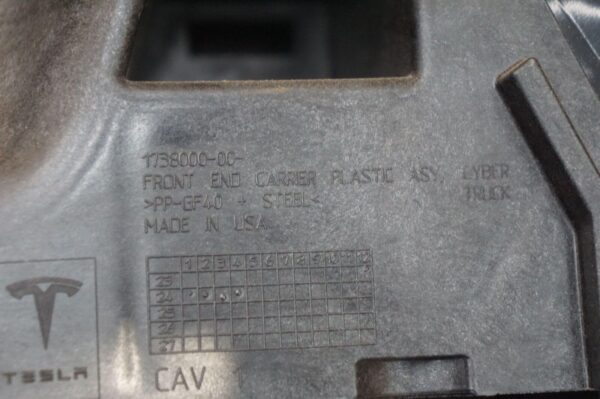 1738000-00-
FRONT END CARRIER PLASTIC ASY, CYBER
TRUCK
>PP-GF40 + STEEL<
MADE IN USA
1 2 3 4 5 6 7 8 9 10 11 12
23
24
25
26
27
CAV
TESLA